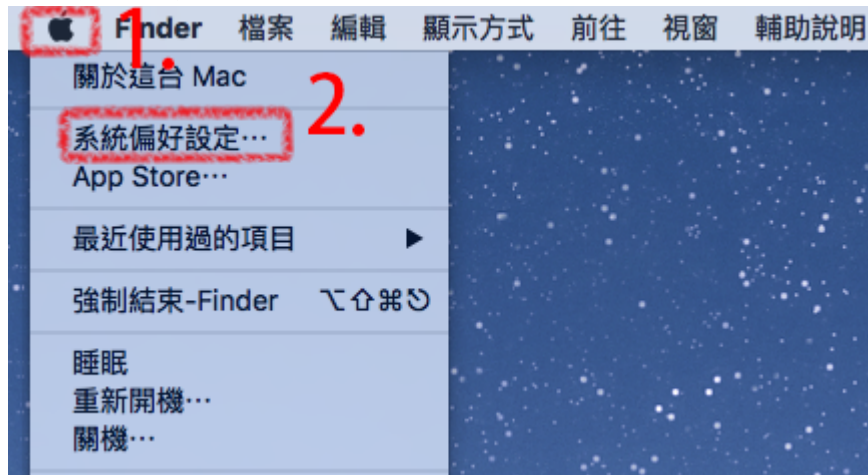 Finder 檔案 編輯 顯示方式 前往 視窗 輔助說明
1.
關於這台 Mac
2.
系統偏好設定…
App Store…
最近使用過的項目 ▶
強制結束-Finder ⌥⇧⌘⎋
睡眠
重新開機…
關機…